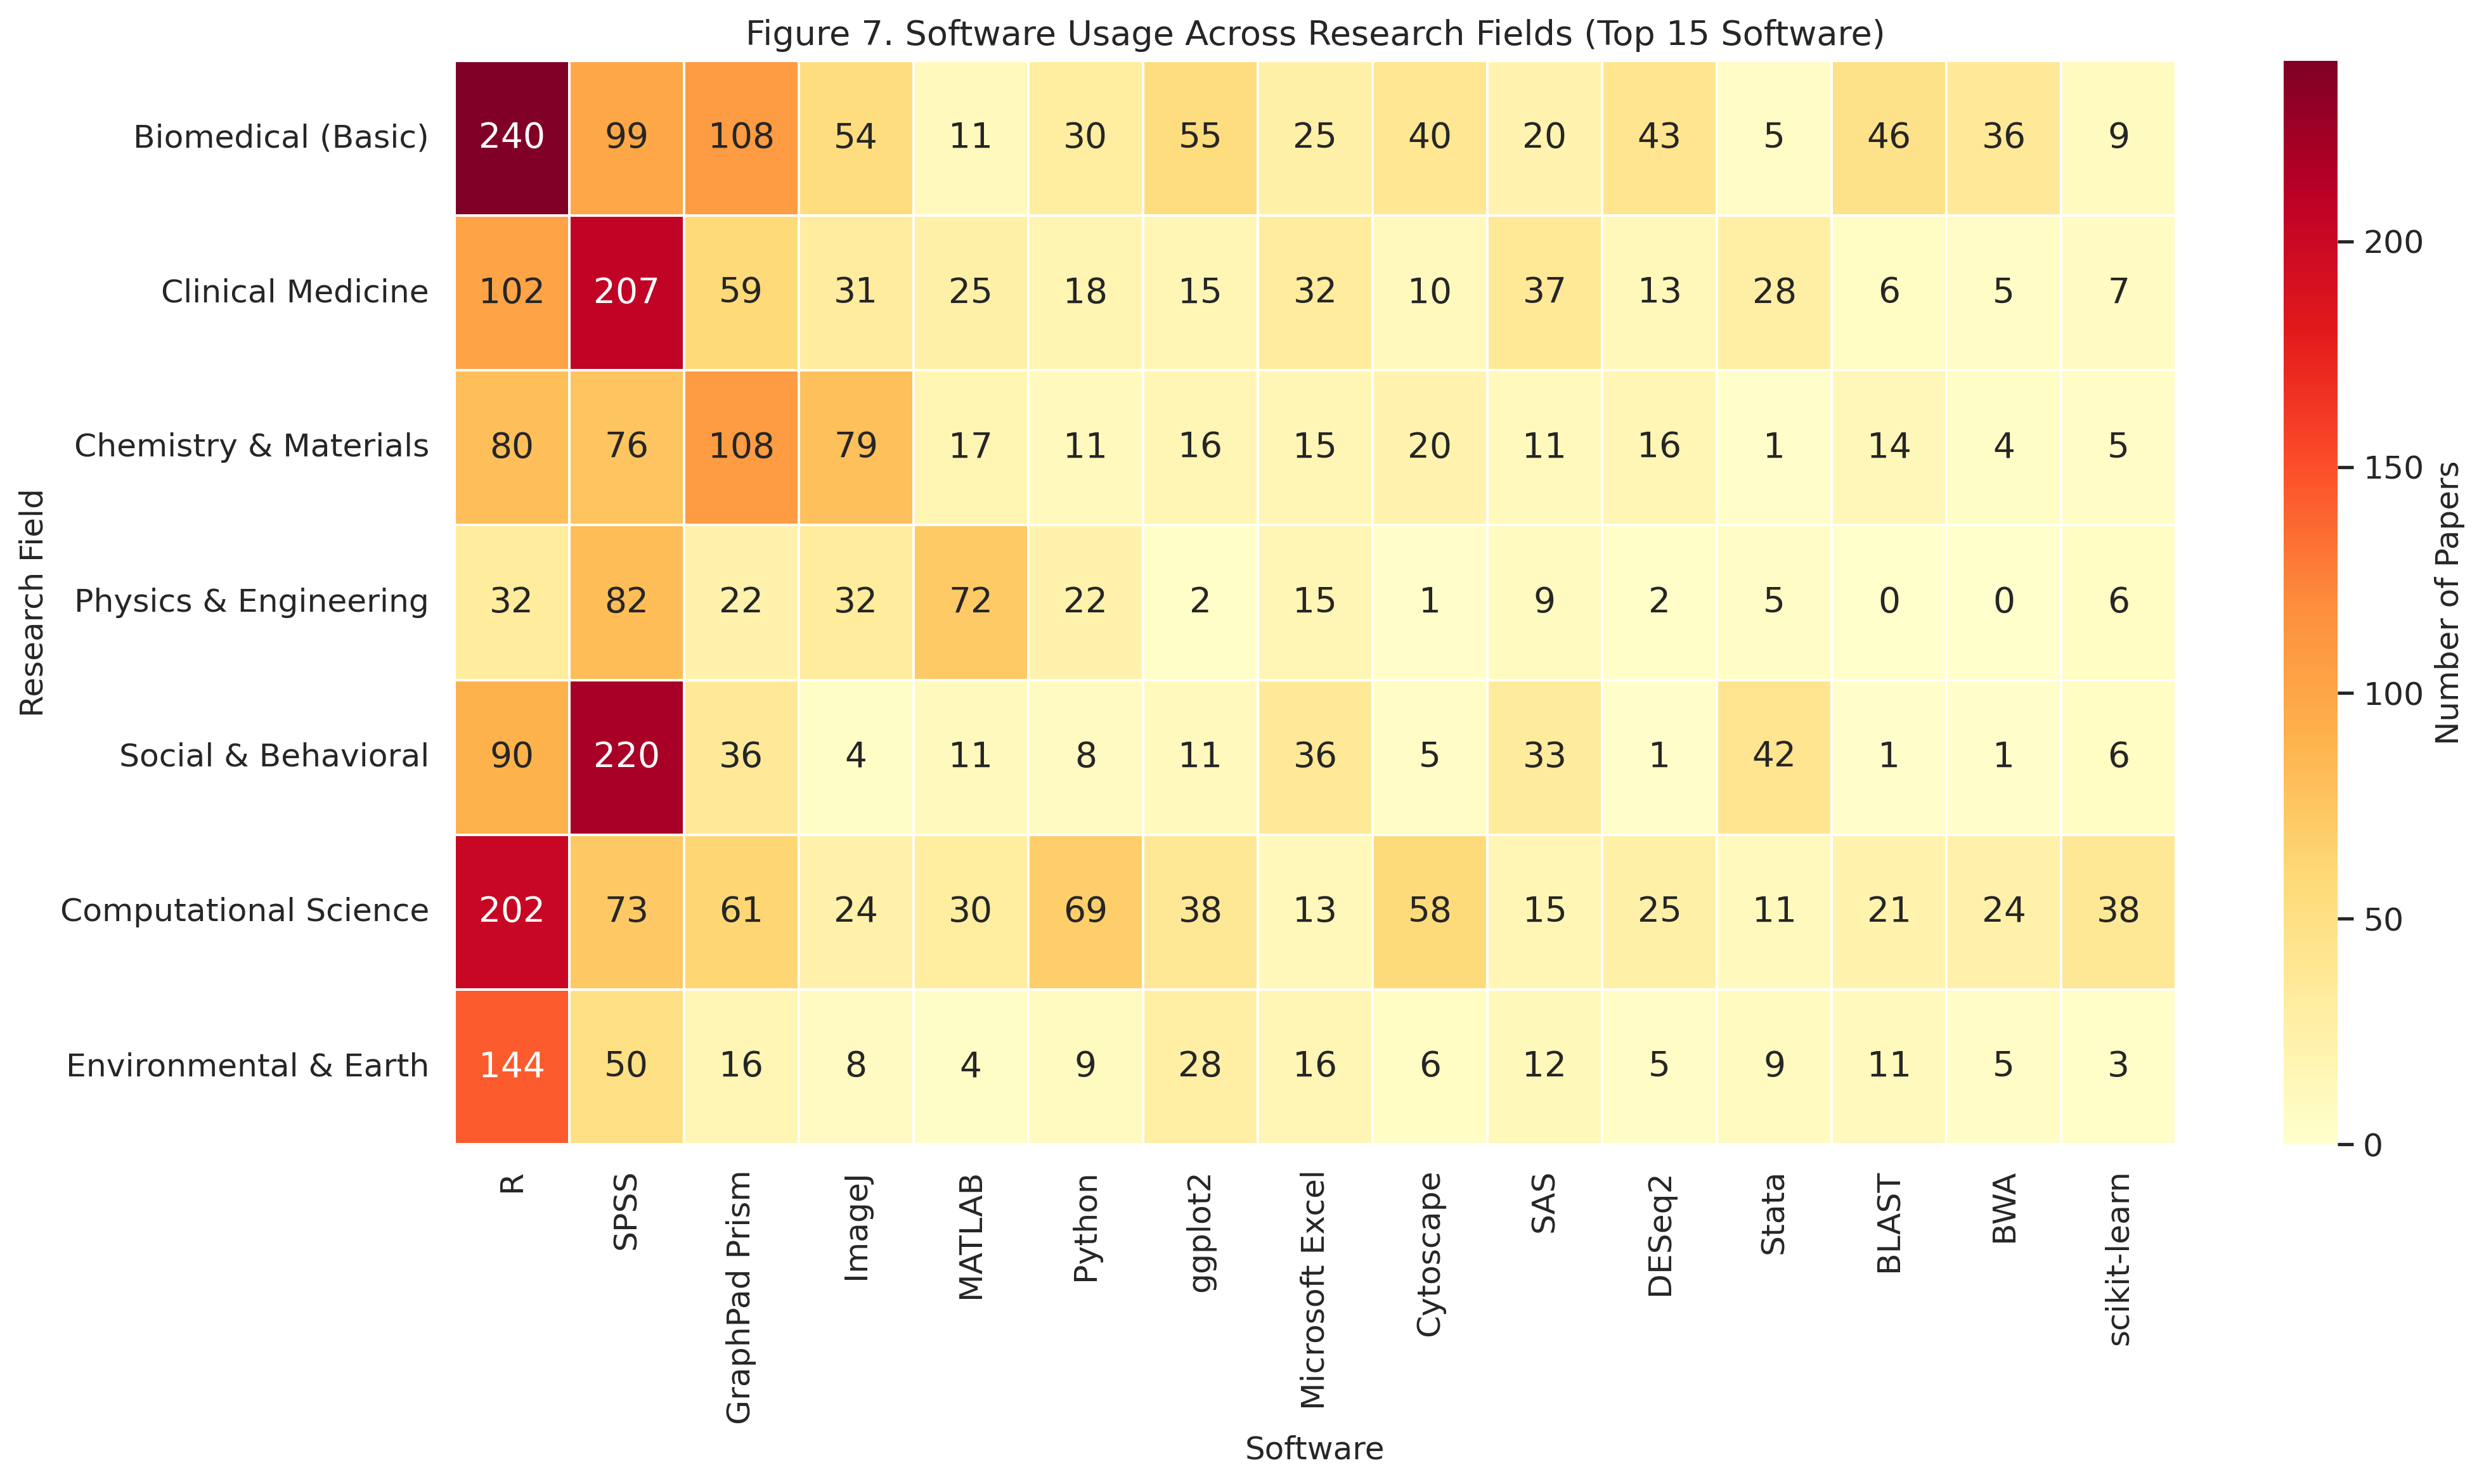 Figure 7. Software Usage Across Research Fields (Top 15 Software)
Research Field
Biomedical (Basic) 240 99 108 54 11 30 55 25 40 20 43 5 46 36 9
Clinical Medicine 102 207 59 31 25 18 15 32 10 37 13 28 6 5 7
Chemistry & Materials 80 76 108 79 17 11 16 15 20 11 16 1 14 4 5
Physics & Engineering 32 82 22 32 72 22 2 15 1 9 2 5 0 0 6
Social & Behavioral 90 220 36 4 11 8 11 36 5 33 1 42 1 1 6
Computational Science 202 73 61 24 30 69 38 13 58 15 25 11 21 24 38
Environmental & Earth 144 50 16 8 4 9 28 16 6 12 5 9 11 5 3
R
SPSS
GraphPad Prism
ImageJ
MATLAB
Python
ggplot2
Microsoft Excel
Cytoscape
SAS
DESeq2
Stata
BLAST
BWA
scikit-learn
Software
200
150
100
50
0
Number of Papers